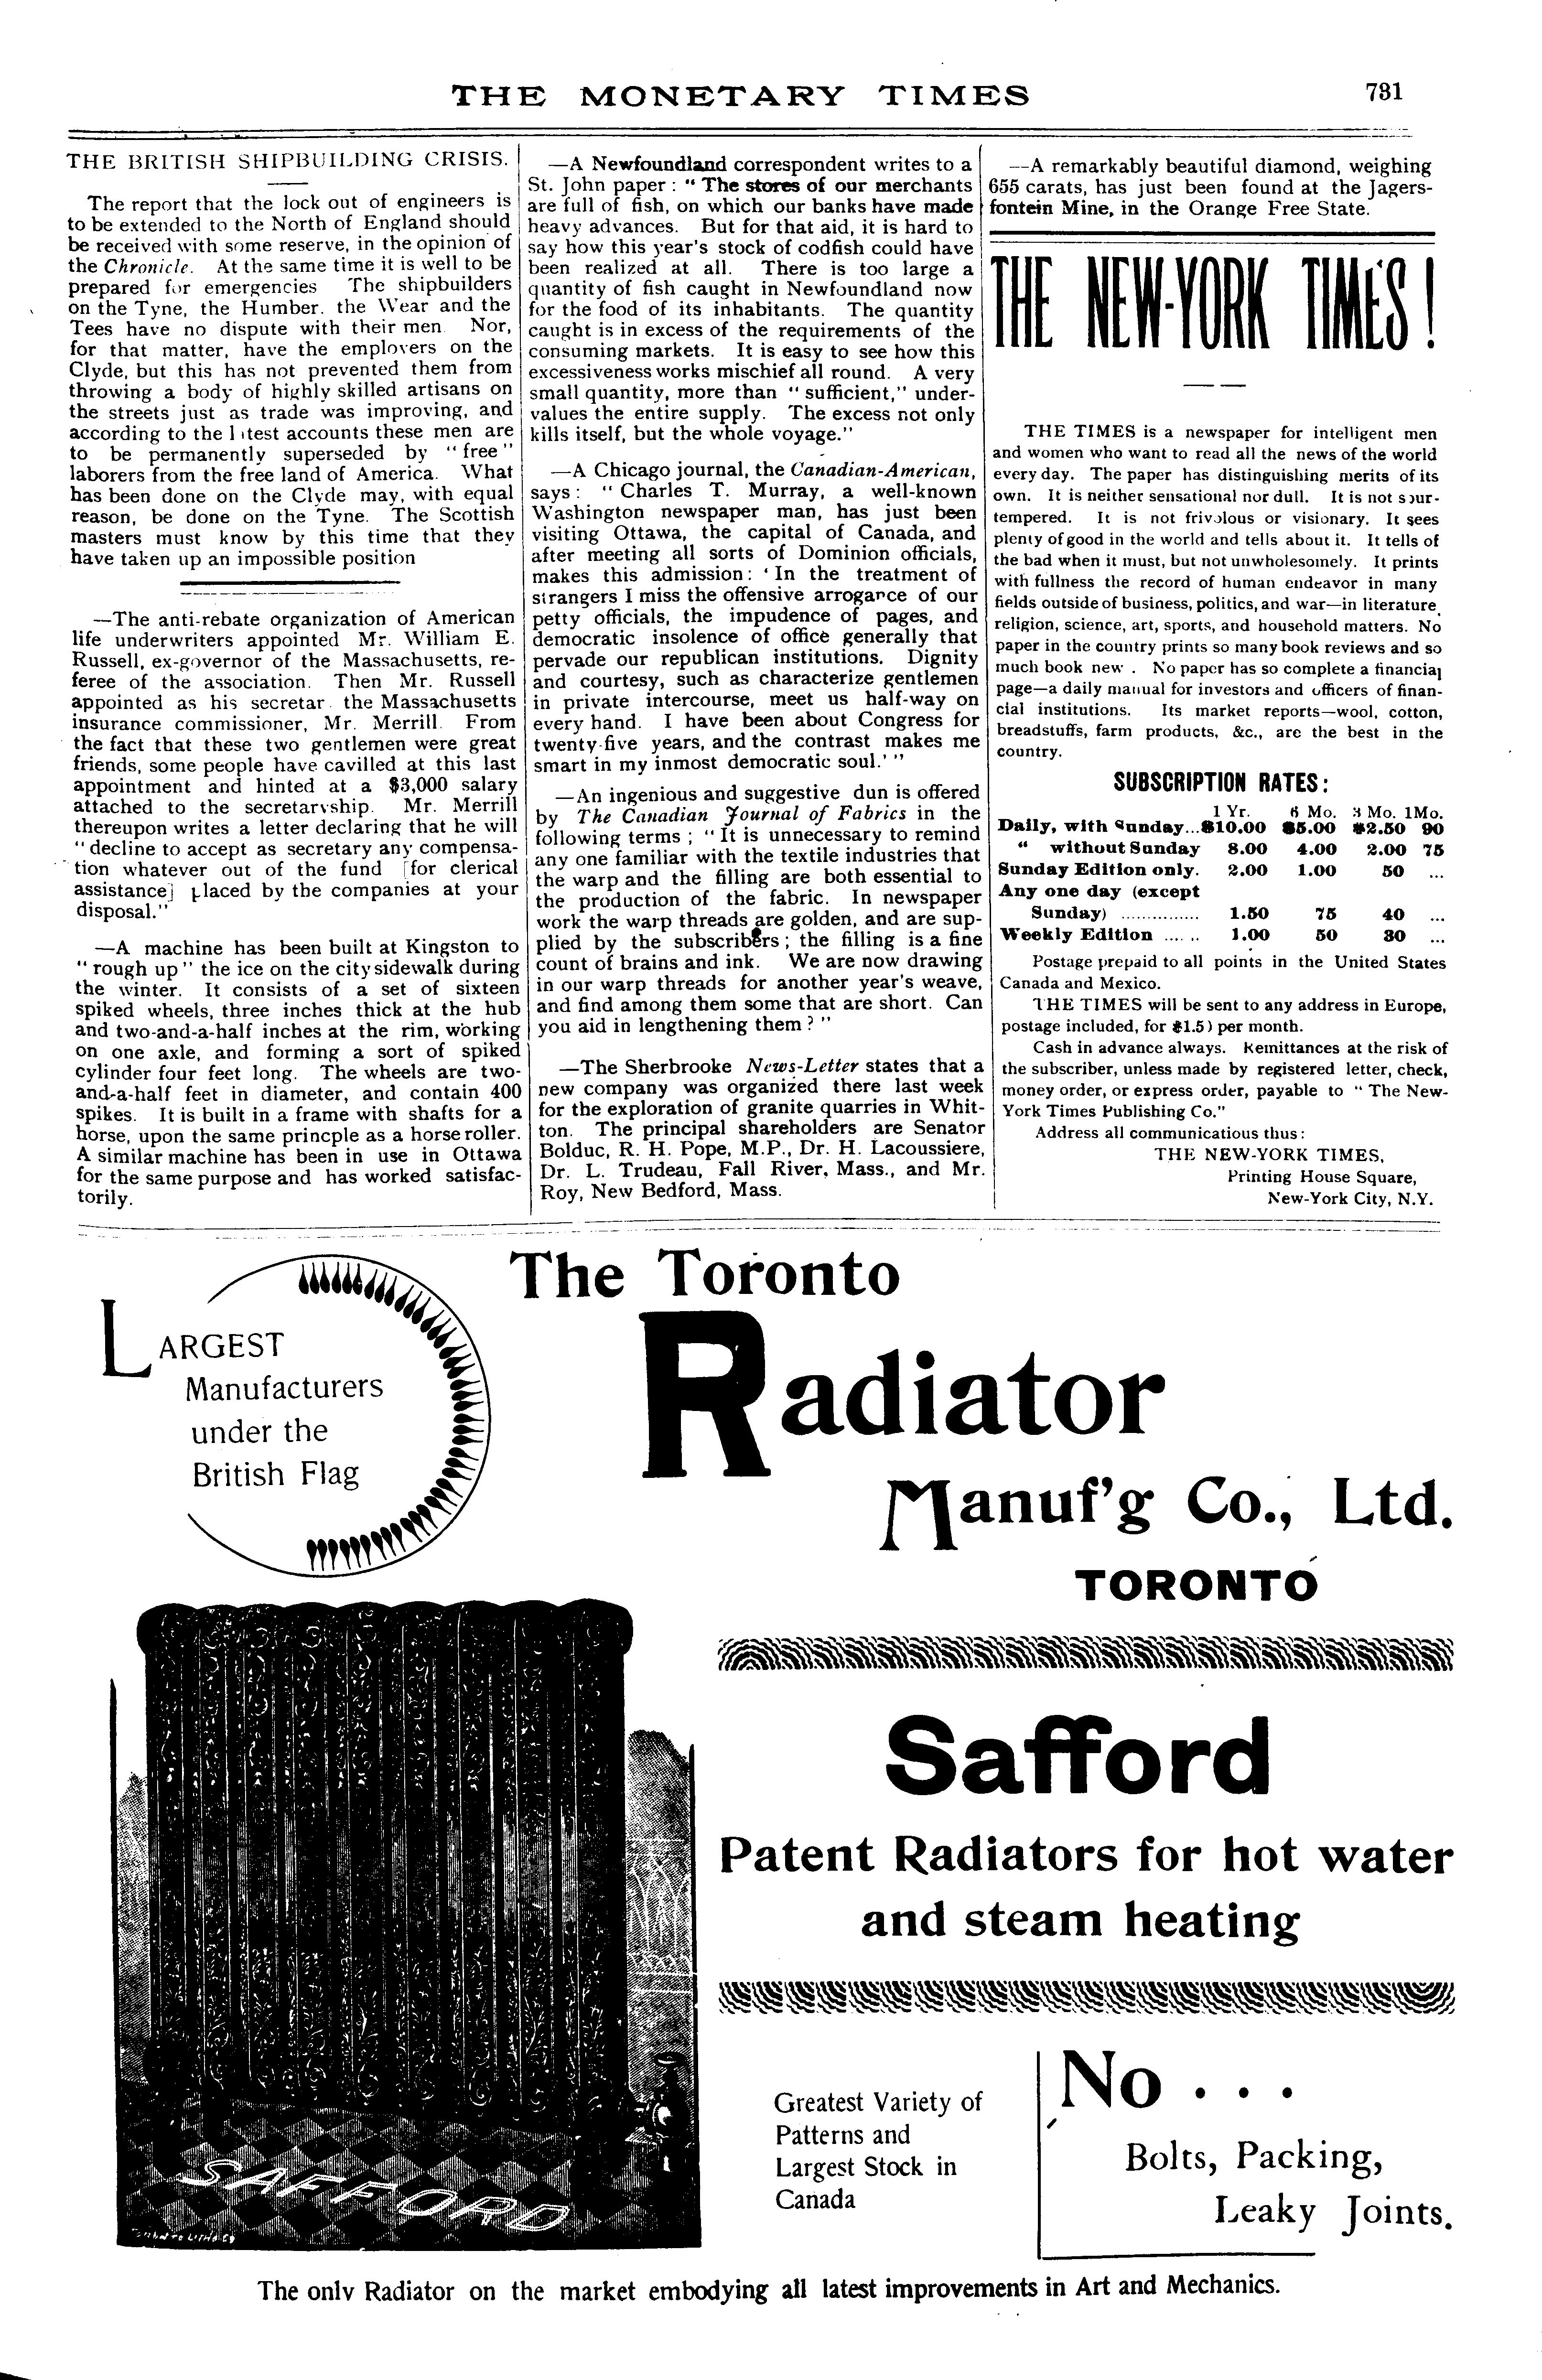 THE MONETARY TIMES 731
THE BRITISH SHIPBUILDING CRISIS.
The report that the lock out of engineers is
to be extended to the North of England should
be received with some reserve, in the opinion of
the Chronicle. At the same time it is well to be
prepared for emergencies The shipbuilders
on the Tyne, the Humber. the Wear and the
Tees have no dispute with their men. Nor,
for that matter, have the employers on the
Clyde, but this has not prevented them from
throwing a body of highly skilled artisans on
the streets just as trade was improving, and
according to the l test accounts these men are
to be permanently superseded by "free"
laborers from the free land of America. What
has been done on the Clyde may, with equal
reason, be done on the Tyne. The Scottish
masters must know by this time that they
have taken up an impossible position
—The anti-rebate organization of American
life underwriters appointed Mr. William E.
Russell, ex-governor of the Massachusetts, re-
feree of the association. Then Mr. Russell
appointed as his secretar the Massachusetts
insurance commissioner, Mr. Merrill. From
the fact that these two gentlemen were great
friends, some people have cavilled at this last
appointment and hinted at a $3,000 salary
attached to the secretaryship. Mr. Merrill
thereupon writes a letter declaring that he will
"decline to accept as secretary any compensa-
tion whatever out of the fund [for clerical
assistance] placed by the companies at your
disposal."
—A machine has been built at Kingston to
"rough up" the ice on the city sidewalk during
the winter. It consists of a set of sixteen
spiked wheels, three inches thick at the hub
and two-and-a-half inches at the rim, working
on one axle, and forming a sort of spiked
cylinder four feet long. The wheels are two-
and-a-half feet in diameter, and contain 400
spikes. It is built in a frame with shafts for a
horse, upon the same princple as a horse roller.
A similar machine has been in use in Ottawa
for the same purpose and has worked satisfac-
torily.
—A Newfoundland correspondent writes to a
St. John paper: "The stores of our merchants
are full of fish, on which our banks have made
heavy advances. But for that aid, it is hard to
say how this year's stock of codfish could have
been realized at all. There is too large a
quantity of fish caught in Newfoundland now
for the food of its inhabitants. The quantity
caught is in excess of the requirements of the
consuming markets. It is easy to see how this
excessiveness works mischief all round. A very
small quantity, more than "sufficient," under-
values the entire supply. The excess not only
kills itself, but the whole voyage."
—A Chicago journal, the Canadian-American,
says: "Charles T. Murray, a well-known
Washington newspaper man, has just been
visiting Ottawa, the capital of Canada, and
after meeting all sorts of Dominion officials,
makes this admission: 'In the treatment of
strangers I miss the offensive arrogance of our
petty officials, the impudence of pages, and
democratic insolence of office generally that
pervade our republican institutions. Dignity
and courtesy, such as characterize gentlemen
in private intercourse, meet us half-way on
every hand. I have been about Congress for
twenty-five years, and the contrast makes me
smart in my inmost democratic soul.'"
—An ingenious and suggestive dun is offered
by The Canadian Journal of Fabrics in the
following terms; "It is unnecessary to remind
any one familiar with the textile industries that
the warp and the filling are both essential to
the production of the fabric. In newspaper
work the warp threads are golden, and are sup-
plied by the subscribers; the filling is a fine
count of brains and ink. We are now drawing
in our warp threads for another year's weave,
and find among them some that are short. Can
you aid in lengthening them?"
—The Sherbrooke News-Letter states that a
new company was organized there last week
for the exploration of granite quarries in Whit-
ton. The principal shareholders are Senator
Bolduc, R. H. Pope, M.P., Dr. H. Lacoussiere,
Dr. L. Trudeau, Fall River, Mass., and Mr.
Roy, New Bedford, Mass.
—A remarkably beautiful diamond, weighing
655 carats, has just been found at the Jagers-
fontein Mine, in the Orange Free State.
THE NEW-YORK TIMES!
THE TIMES is a newspaper for intelligent men
and women who want to read all the news of the world
every day. The paper has distinguishing merits of its
own. It is neither sensational nor dull. It is not sour-
tempered. It is not frivolous or visionary. It sees
plenty of good in the world and tells about it. It tells of
the bad when it must, but not unwholesomely. It prints
with fullness the record of human endeavor in many
fields outside of business, politics, and war—in literature,
religion, science, art, sports, and household matters. No
paper in the country prints so many book reviews and so
much book new . No paper has so complete a financial
page—a daily manual for investors and officers of finan-
cial institutions. Its market reports—wool, cotton,
breadstuffs, farm products, &c., are the best in the
country.
SUBSCRIPTION RATES:
1 Yr. 6 Mo. 3 Mo. 1Mo.
Daily, with Sunday...$10.00 $5.00 $2.50 90
" without Sunday 8.00 4.00 2.00 75
Sunday Edition only. 2.00 1.00 50 ...
Any one day (except
Sunday) ............... 1.50 75 40 ...
Weekly Edition ...... 1.00 50 30 ...
Postage prepaid to all points in the United States
Canada and Mexico.
THE TIMES will be sent to any address in Europe,
postage included, for $1.50 per month.
Cash in advance always. Remittances at the risk of
the subscriber, unless made by registered letter, check,
money order, or express order, payable to "The New-
York Times Publishing Co."
Address all communicatious thus:
THE NEW-YORK TIMES,
Printing House Square,
New-York City, N.Y.
LARGEST
Manufacturers
under the
British Flag
The Toronto
Radiator
Manuf'g Co., Ltd.
TORONTO
Safford
Patent Radiators for hot water
and steam heating
SAFFORD
TORONTO LITHO. CO
Greatest Variety of
Patterns and
Largest Stock in
Canada
No . . .
Bolts, Packing,
Leaky Joints.
The only Radiator on the market embodying all latest improvements in Art and Mechanics.